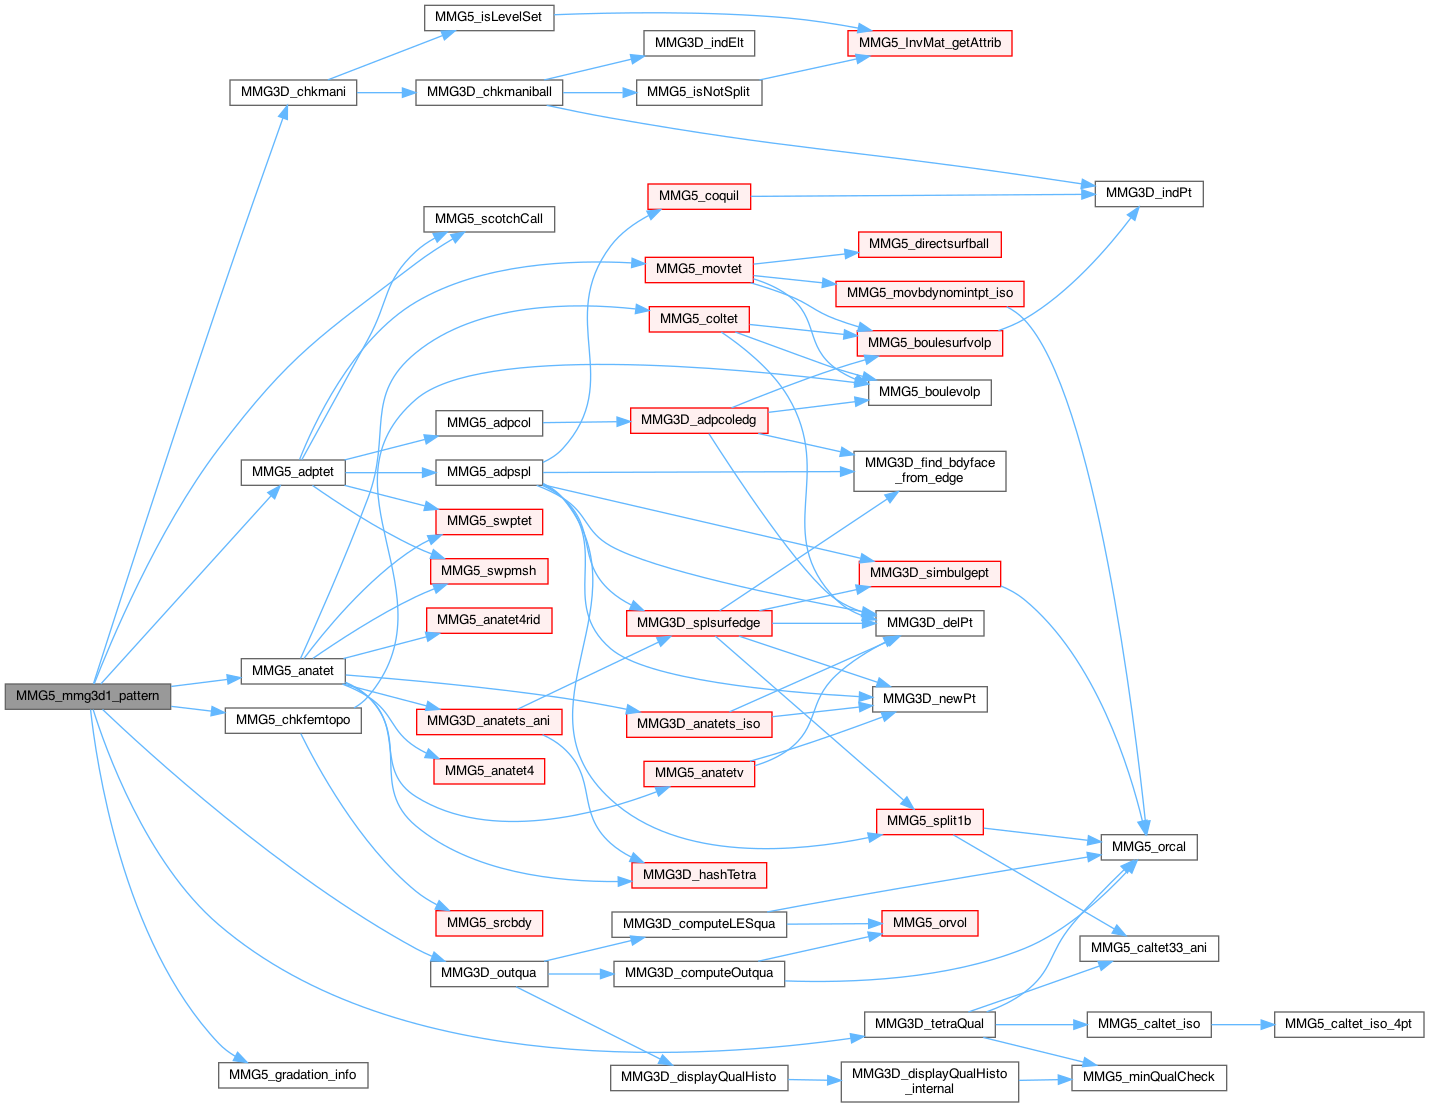 MMG5_isLevelSet
MMG3D_indElt
MMG5_InvMat_getAttrib
MMG3D_chkmani
MMG3D_chkmaniball
MMG5_isNotSplit
MMG5_coquil
MMG3D_indPt
MMG5_scotchCall
MMG5_directsurfball
MMG5_movtet
MMG5_movbdynomintpt_iso
MMG5_coltet
MMG5_boulesurfvolp
MMG5_boulevolp
MMG5_adpcol
MMG3D_adpcoledg
MMG5_adptet
MMG5_adpspl
MMG3D_find_bdyface
_from_edge
MMG5_swptet
MMG5_swpmsh
MMG3D_simbulgept
MMG5_anatet4rid
MMG3D_splsurfedge
MMG3D_delPt
MMG5_anatet
MMG5_mmg3d1_pattern
MMG3D_newPt
MMG5_chkfemtopo
MMG3D_anatets_ani
MMG3D_anatets_iso
MMG5_anatet4
MMG5_anatetv
MMG5_split1b
MMG5_orcal
MMG3D_hashTetra
MMG5_srcbdy
MMG3D_computeLESqua
MMG5_orvol
MMG5_caltet33_ani
MMG3D_outqua
MMG3D_computeOutqua
MMG3D_tetraQual
MMG5_caltet_iso
MMG5_caltet_iso_4pt
MMG5_gradation_info
MMG3D_displayQualHisto
MMG3D_displayQualHisto
_internal
MMG5_minQualCheck